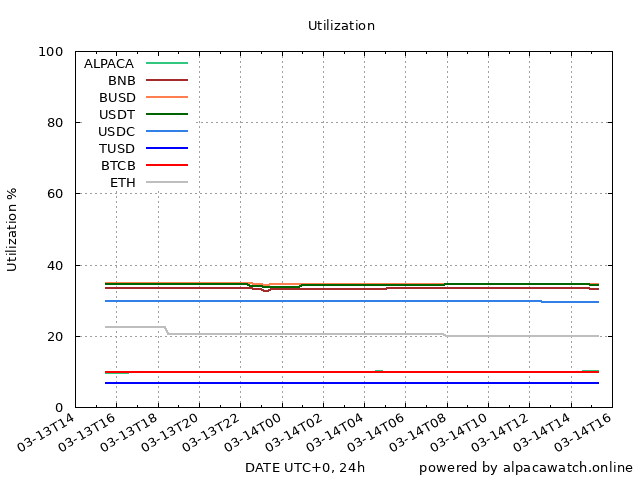 Utilization
100
80
60
40
20
0
Utilization %
ALPACA
BNB
BUSD
USDT
USDC
TUSD
BTCB
ETH
03-13T14
03-13T16
03-13T18
03-13T20
03-13T22
03-14T00
03-14T02
03-14T04
03-14T06
03-14T08
03-14T10
03-14T12
03-14T14
03-14T16
DATE UTC+0, 24h
powered by alpacawatch.online